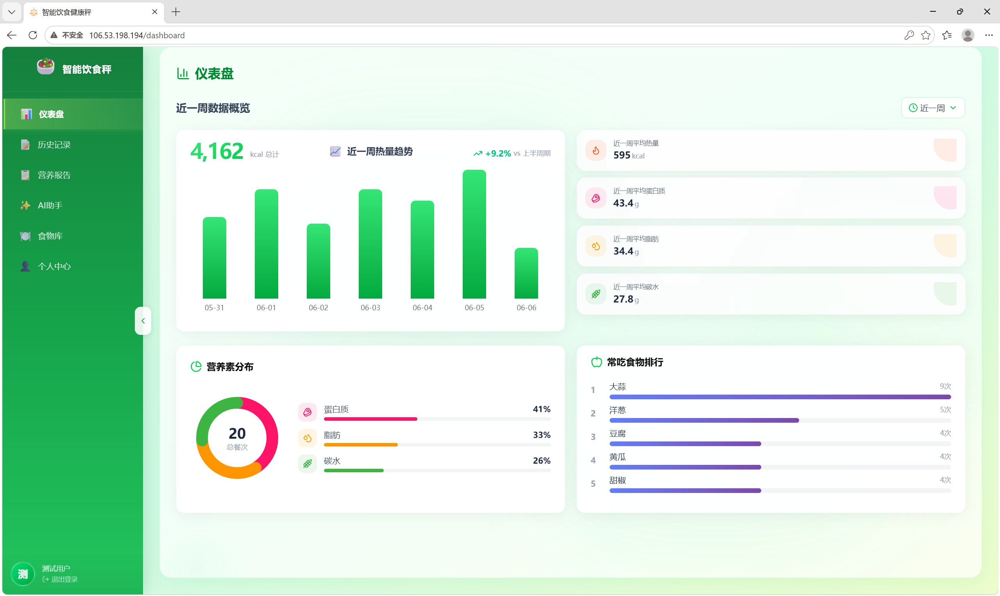 智能饮食健康秤
不安全 106.53.198.194/dashboard
智能饮食秤
仪表盘
历史记录
营养报告
AI助手
食物库
个人中心
测
测试用户
退出登录
仪表盘
近一周数据概览
近一周
4,162 kcal 总计
近一周热量趋势
+9.2% vs 上半周期
05-31 06-01 06-02 06-03 06-04 06-05 06-06
近一周平均热量
595 kcal
近一周平均蛋白质
43.4 g
近一周平均脂肪
34.4 g
近一周平均碳水
27.8 g
营养素分布
20
总餐次
蛋白质 41%
脂肪 33%
碳水 26%
常吃食物排行
1 大蒜 9次
2 洋葱 5次
3 豆腐 4次
4 黄瓜 4次
5 甜椒 4次